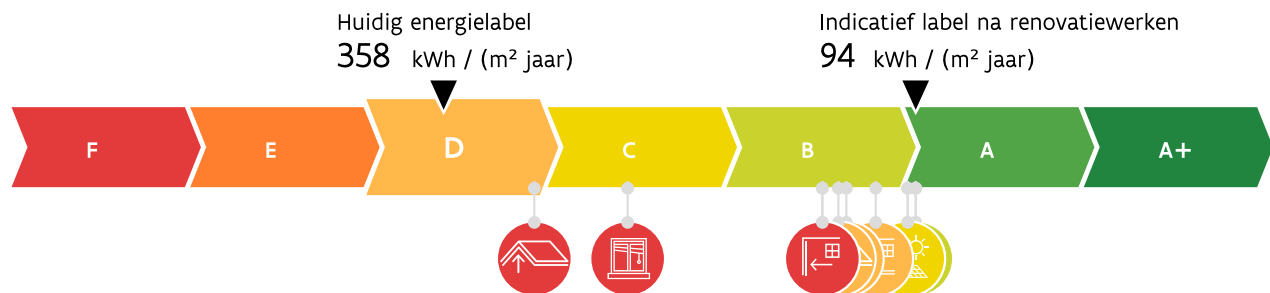 Huidig energielabel
358 kWh / (m² jaar)
Indicatief label na renovatiewerken
94 kWh / (m² jaar)
F E D C B A A+